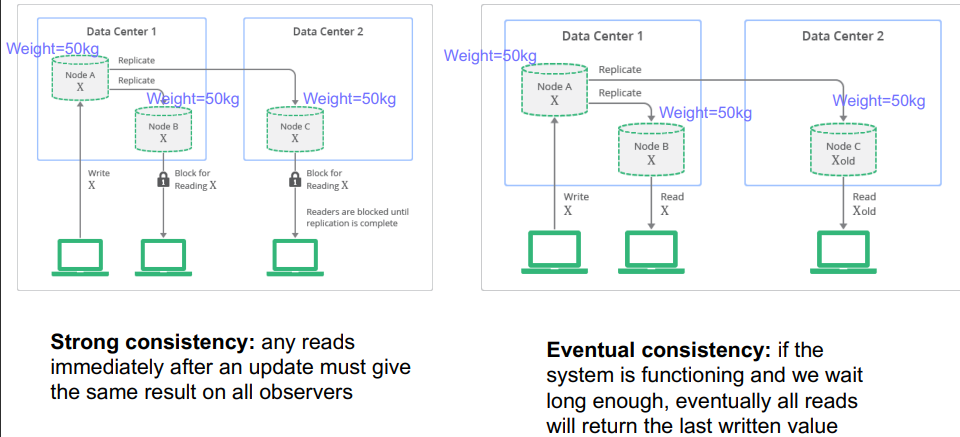 Data Center 1
Data Center 2
Weight=50kg
Replicate
Node A
X
Replicate
Weight=50kg
Weight=50kg
Node B
X
Node C
X
Write
X
Block for
Reading X
Block for
Reading X
Readers are blocked until
replication is complete
Strong consistency: any reads
immediately after an update must give
the same result on all observers
Data Center 1
Data Center 2
Weight=50kg
Replicate
Node A
X
Replicate
Weight=50kg
Weight=50kg
Node B
X
Node C
Xold
Write
X
Read
X
Read
Xold
Eventual consistency: if the
system is functioning and we wait
long enough, eventually all reads
will return the last written value